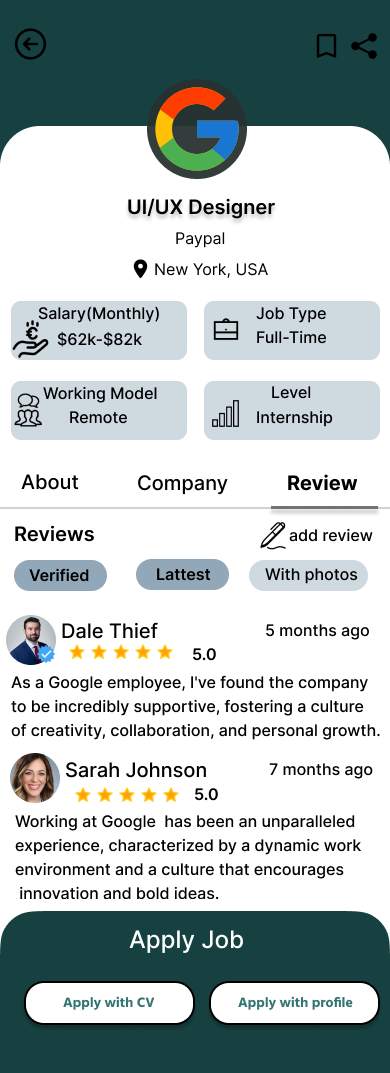 UI/UX Designer
Paypal
New York, USA
Salary(Monthly)
$62k-$82k
Job Type
Full-Time
Working Model
Remote
Level
Internship
About Company Review
Reviews add review
Verified Lattest With photos
Dale Thief 5 months ago
5.0
As a Google employee, I've found the company
to be incredibly supportive, fostering a culture
of creativity, collaboration, and personal growth.
Sarah Johnson 7 months ago
5.0
Working at Google has been an unparalleled
experience, characterized by a dynamic work
environment and a culture that encourages
innovation and bold ideas.
Apply Job
Apply with CV Apply with profile